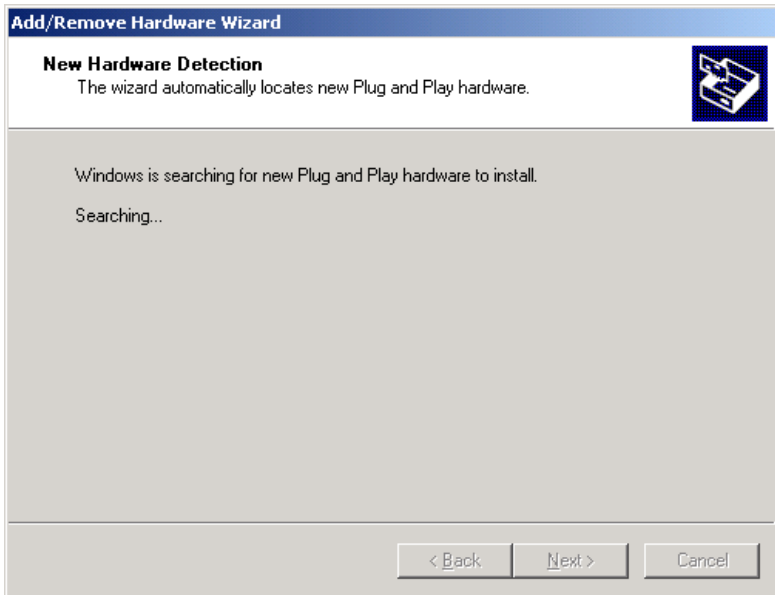 Add/Remove Hardware Wizard
New Hardware Detection
The wizard automatically locates new Plug and Play hardware.
Windows is searching for new Plug and Play hardware to install.
Searching...
< Back
Next >
Cancel